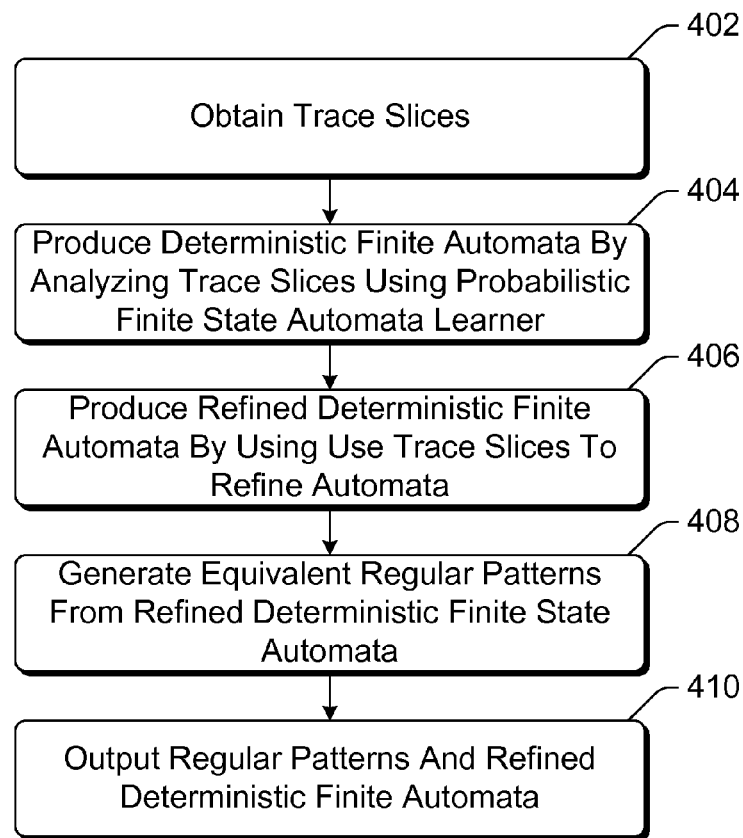 402
Obtain Trace Slices
404
Produce Deterministic Finite Automata By
Analyzing Trace Slices Using Probabilistic
Finite State Automata Learner
406
Produce Refined Deterministic Finite
Automata By Using Use Trace Slices To
Refine Automata
408
Generate Equivalent Regular Patterns
From Refined Deterministic Finite State
Automata
410
Output Regular Patterns And Refined
Deterministic Finite Automata